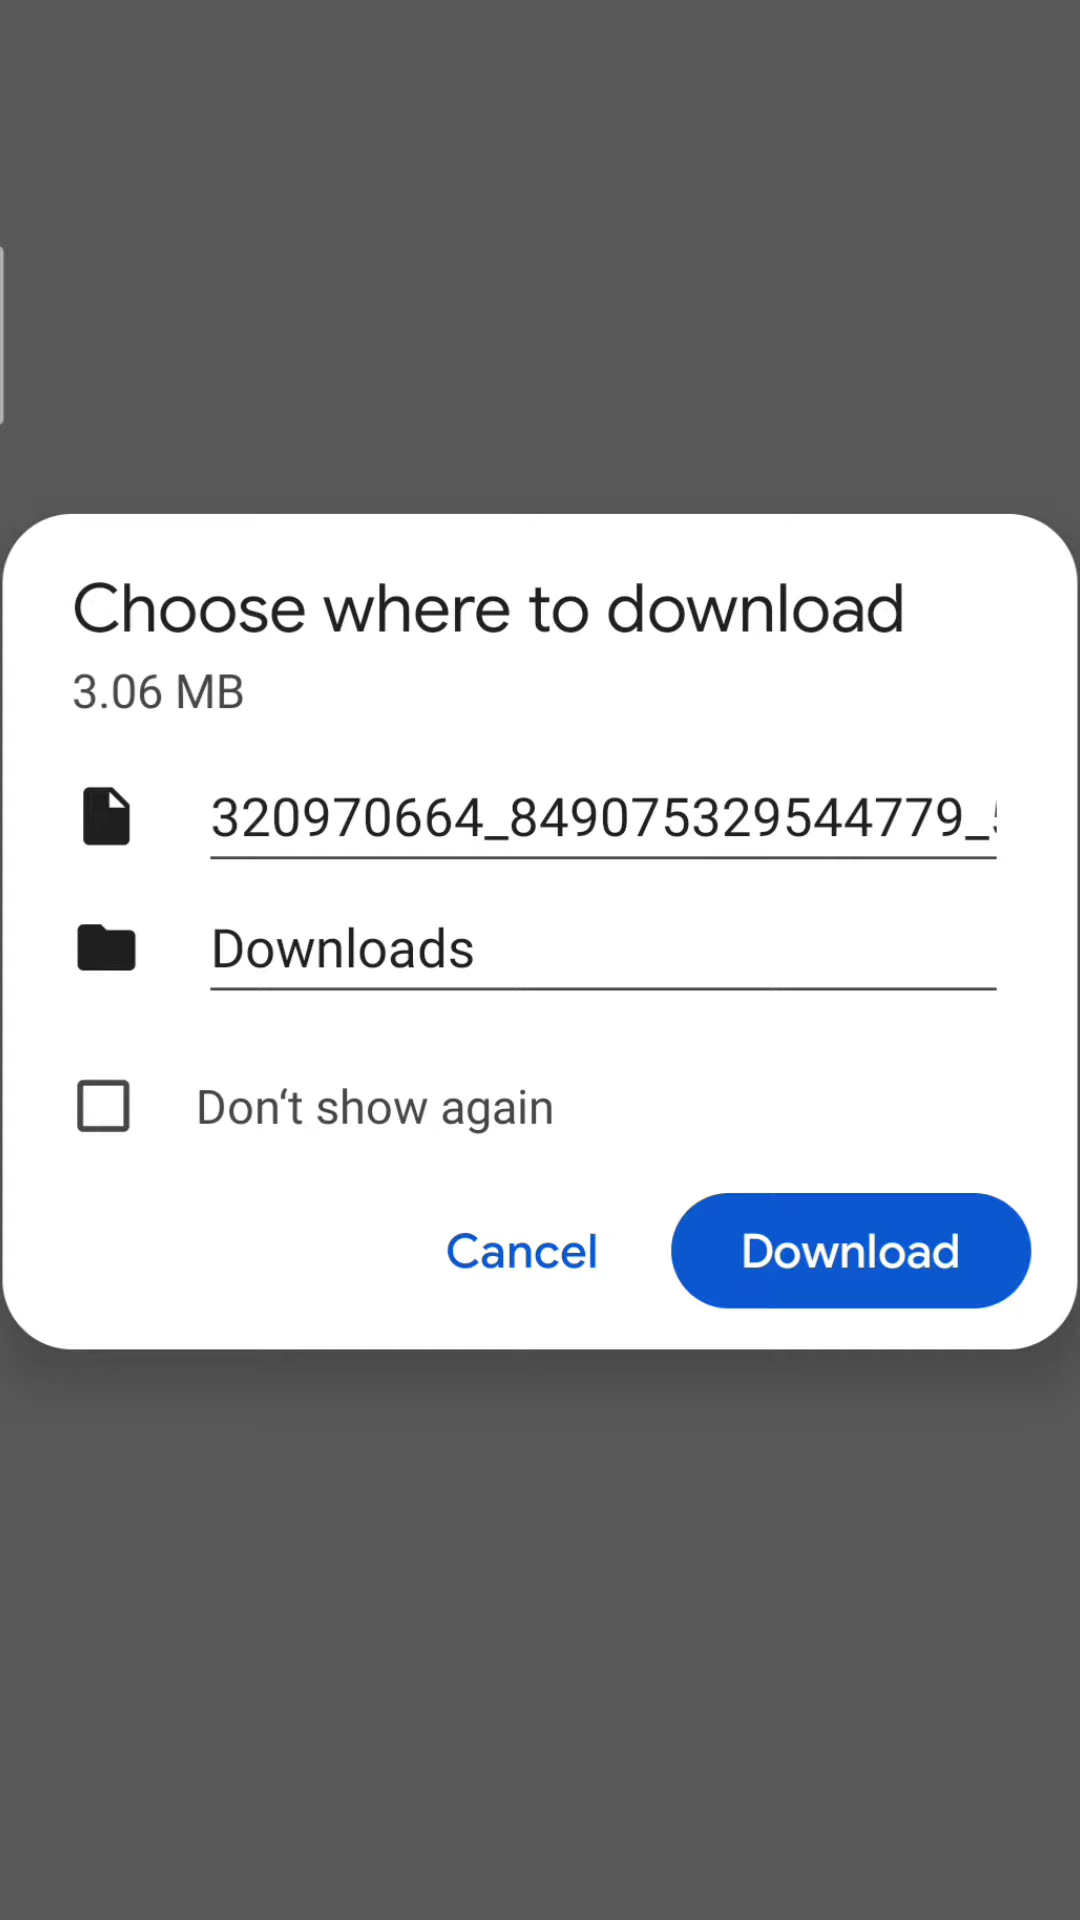 Choose where to download
3.06 MB
320970664_849075329544779_
Downloads
Don‘t show again
Cancel
Download